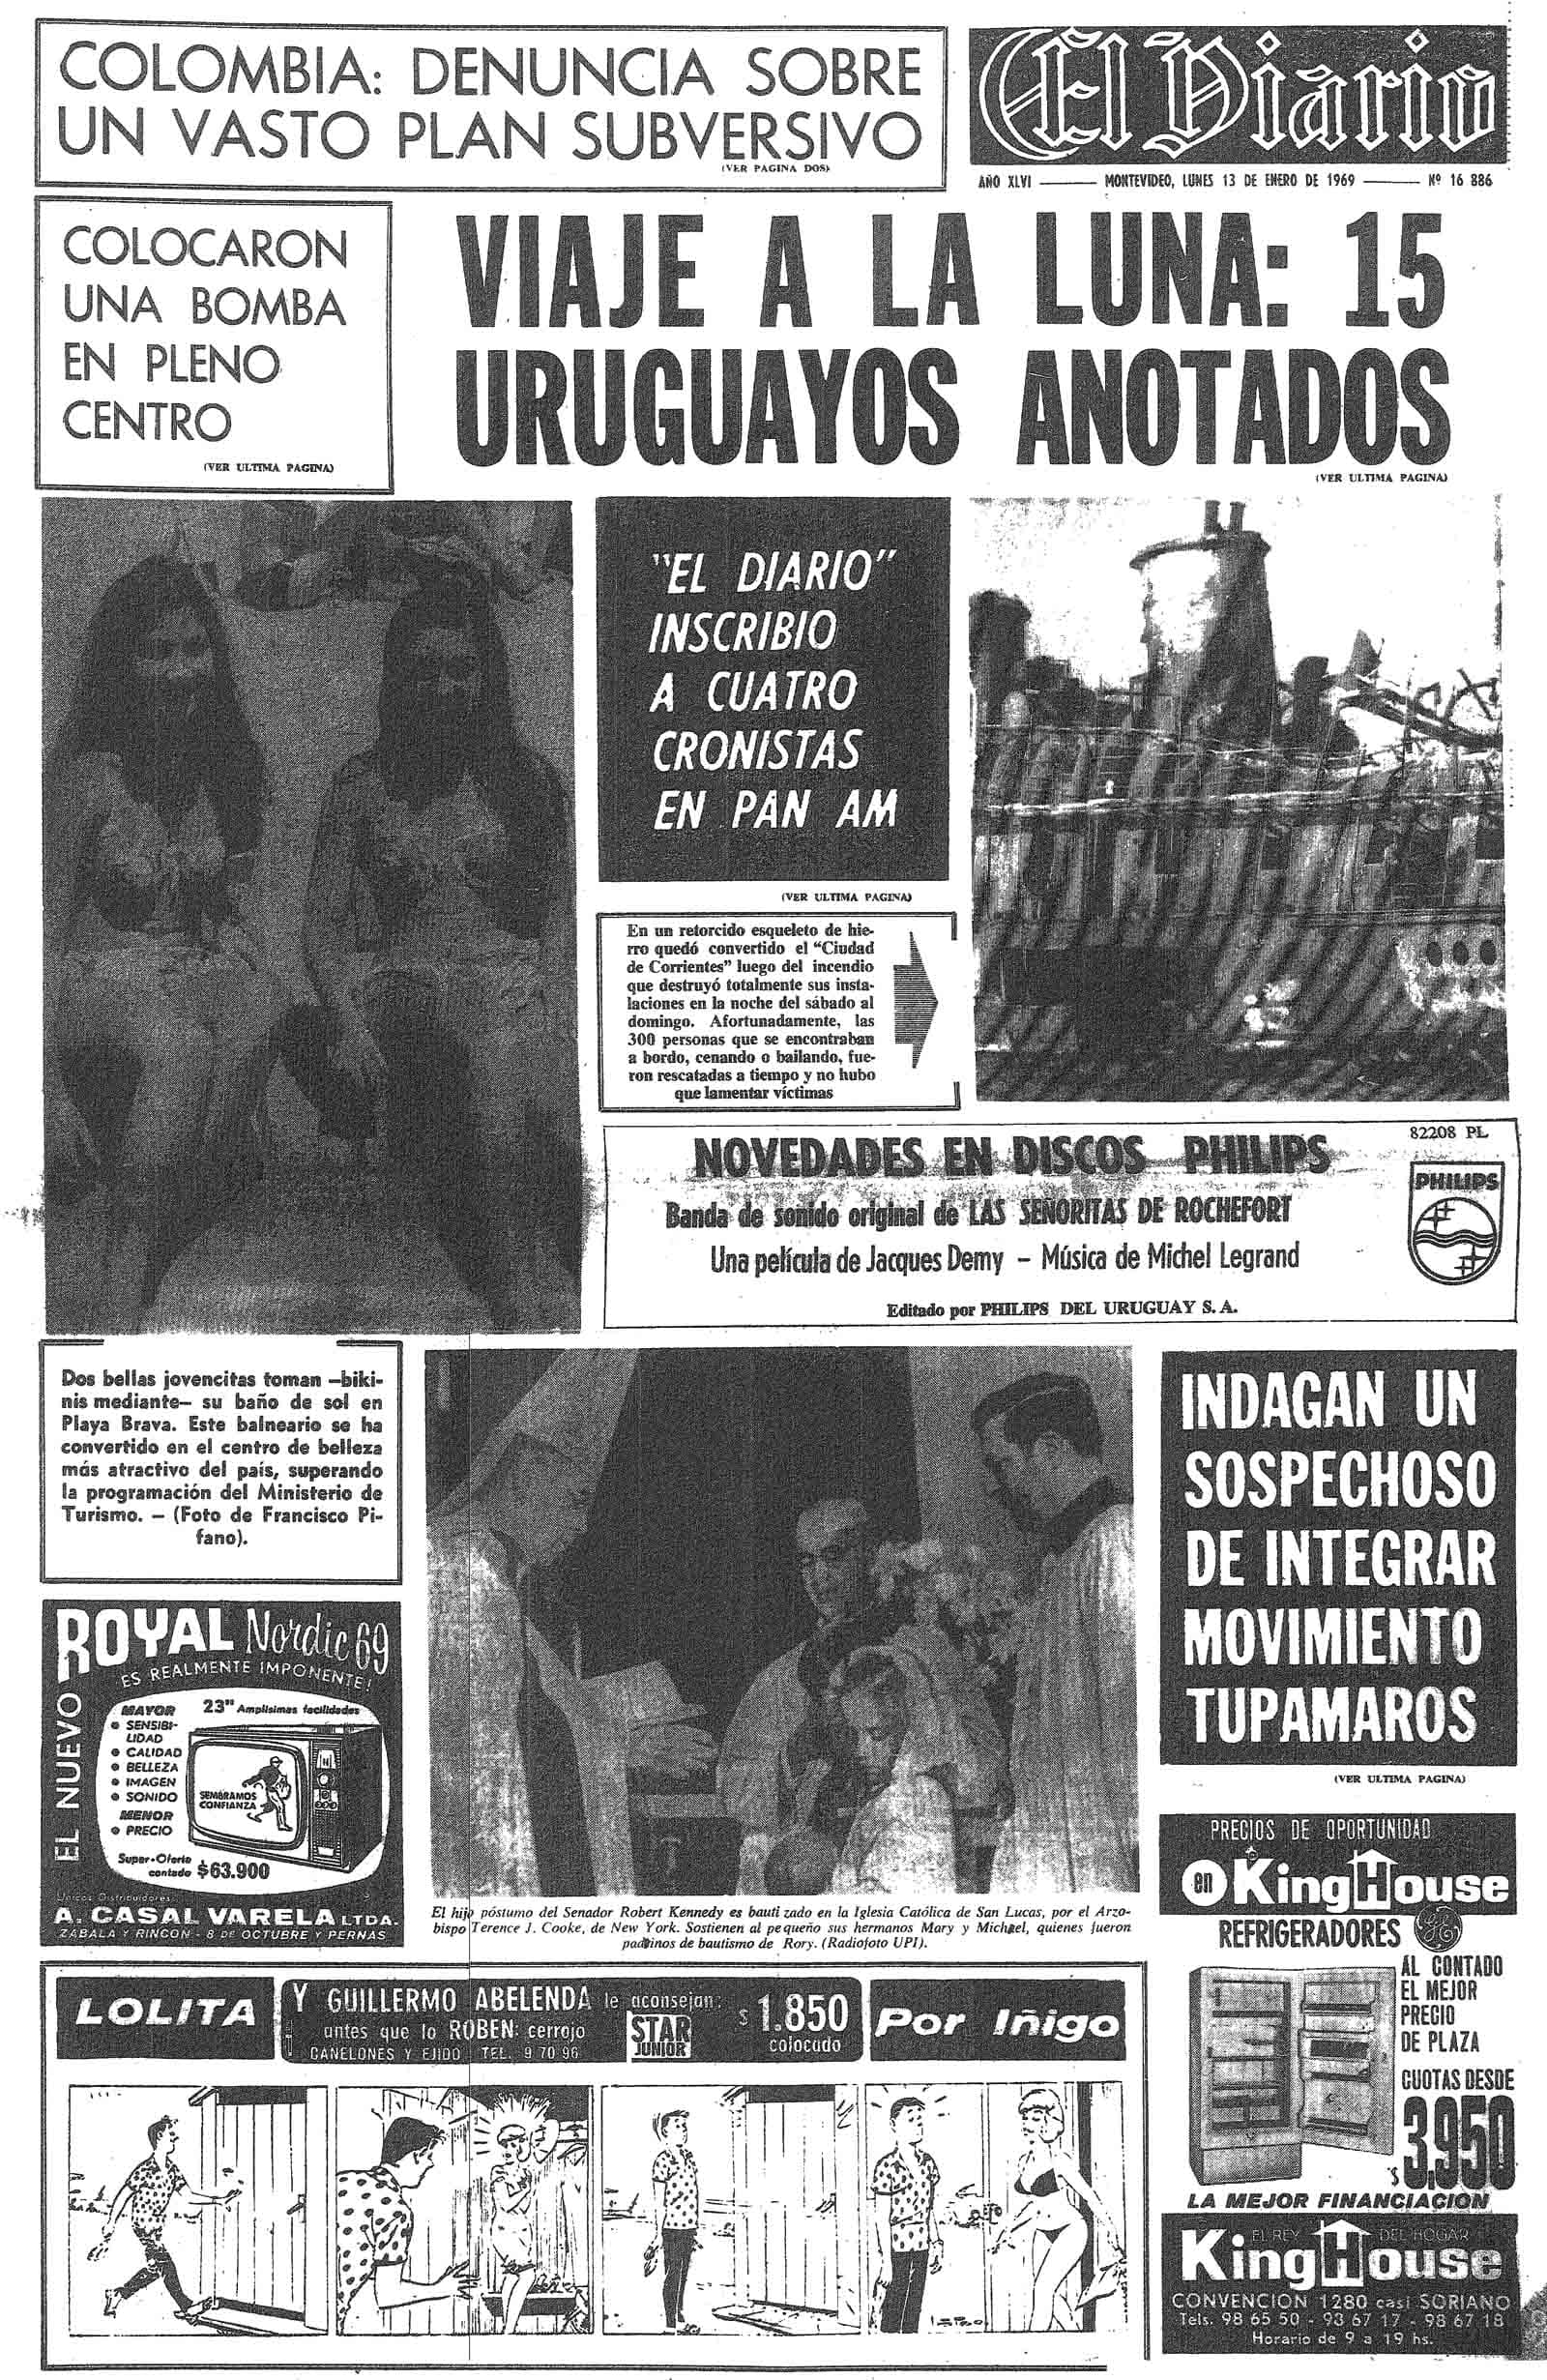 COLOMBIA: DENUNCIA SOBRE
UN VASTO PLAN SUBVERSIVO
(VER PAGINA DOS)
El Diario
AÑO XLVI — MONTEVIDEO, LUNES 13 DE ENERO DE 1969 — Nº 16 886
COLOCARON
UNA BOMBA
EN PLENO
CENTRO
(VER ULTIMA PAGINA)
VIAJE A LA LUNA: 15
URUGUAYOS ANOTADOS
(VER ULTIMA PAGINA)
"EL DIARIO"
INSCRIBIO
A CUATRO
CRONISTAS
EN PAN AM
(VER ULTIMA PAGINA)
En un retorcido esqueleto de hie-
rro quedó convertido el "Ciudad
de Corrientes" luego del incendio
que destruyó totalmente sus insta-
laciones en la noche del sábado al
domingo. Afortunadamente, las
300 personas que se encontraban
a bordo, cenando o bailando, fue-
ron rescatadas a tiempo y no hubo
que lamentar víctimas
NOVEDADES EN DISCOS PHILIPS
82208 PL
PHILIPS
Banda de sonido original de LAS SEÑORITAS DE ROCHEFORT
Una película de Jacques Demy – Música de Michel Legrand
Editado por PHILIPS DEL URUGUAY S. A.
Dos bellas jovencitas toman –biki-
nis mediante– su baño de sol en
Playa Brava. Este balneario se ha
convertido en el centro de belleza
más atractivo del país, superando
la programación del Ministerio de
Turismo. – (Foto de Francisco Pi-
fano).
INDAGAN UN
SOSPECHOSO
DE INTEGRAR
MOVIMIENTO
TUPAMAROS
(VER ULTIMA PAGINA)
EL NUEVO
ROYAL Nordic 69
ES REALMENTE IMPONENTE!
MAYOR
23" Amplísimas facilidades
● SENSIBI-
LIDAD
● CALIDAD
● BELLEZA
● IMAGEN
● SONIDO
MENOR
● PRECIO
SEMBRAMOS
CONFIANZA
Super-Oferta
contado $63.900
Unicos Distribuidores
A. CASAL VARELA LTDA.
ZABALA Y RINCON - 8 DE OCTUBRE Y PERNAS
El hijo póstumo del Senador Robert Kennedy es bautizado en la Iglesia Católica de San Lucas, por el Arzo-
bispo Terence J. Cooke, de New York. Sostienen al pequeño sus hermanos Mary y Michael, quienes fueron
padrinos de bautismo de Rory. (Radiofoto UPI).
PRECIOS DE OPORTUNIDAD
en KingHouse
REFRIGERADORES GE
AL CONTADO
EL MEJOR
PRECIO
DE PLAZA
CUOTAS DESDE
$ 3.950
LA MEJOR FINANCIACION
EL REY DEL HOGAR
KingHouse
CONVENCION 1280 casi SORIANO
Tels. 98 65 50 - 98 67 17 - 98 67 18
Horario de 9 a 19 hs.
LOLITA
Y GUILLERMO ABELENDA le aconsejan:
antes que lo ROBEN: cerrojo
CANELONES Y EJIDO TEL. 9 70 96
STAR
JUNIOR
$ 1.850
colocado
Por Iñigo